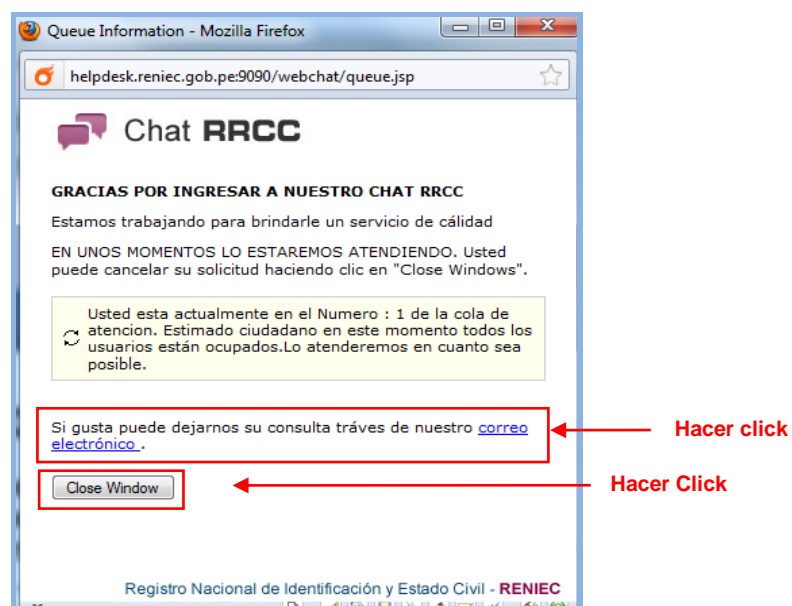 Queue Information - Mozilla Firefox
helpdesk.reniec.gob.pe:9090/webchat/queue.jsp
Chat RRCC
GRACIAS POR INGRESAR A NUESTRO CHAT RRCC
Estamos trabajando para brindarle un servicio de cálidad
EN UNOS MOMENTOS LO ESTAREMOS ATENDIENDO. Usted
puede cancelar su solicitud haciendo clic en "Close Windows".
Usted esta actualmente en el Numero : 1 de la cola de
atencion. Estimado ciudadano en este momento todos los
usuarios están ocupados.Lo atenderemos en cuanto sea
posible.
Si gusta puede dejarnos su consulta tráves de nuestro correo
electrónico .
Hacer click
Close Window
Hacer Click
Registro Nacional de Identificación y Estado Civil - RENIEC